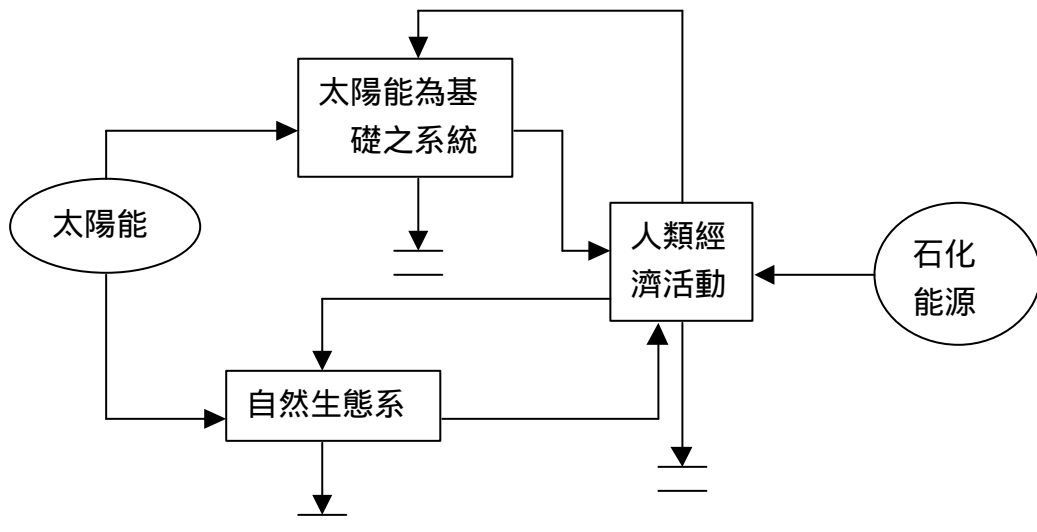 太陽能為基
礎之系統
太陽能
人類經
濟活動
石化
能源
自然生態系